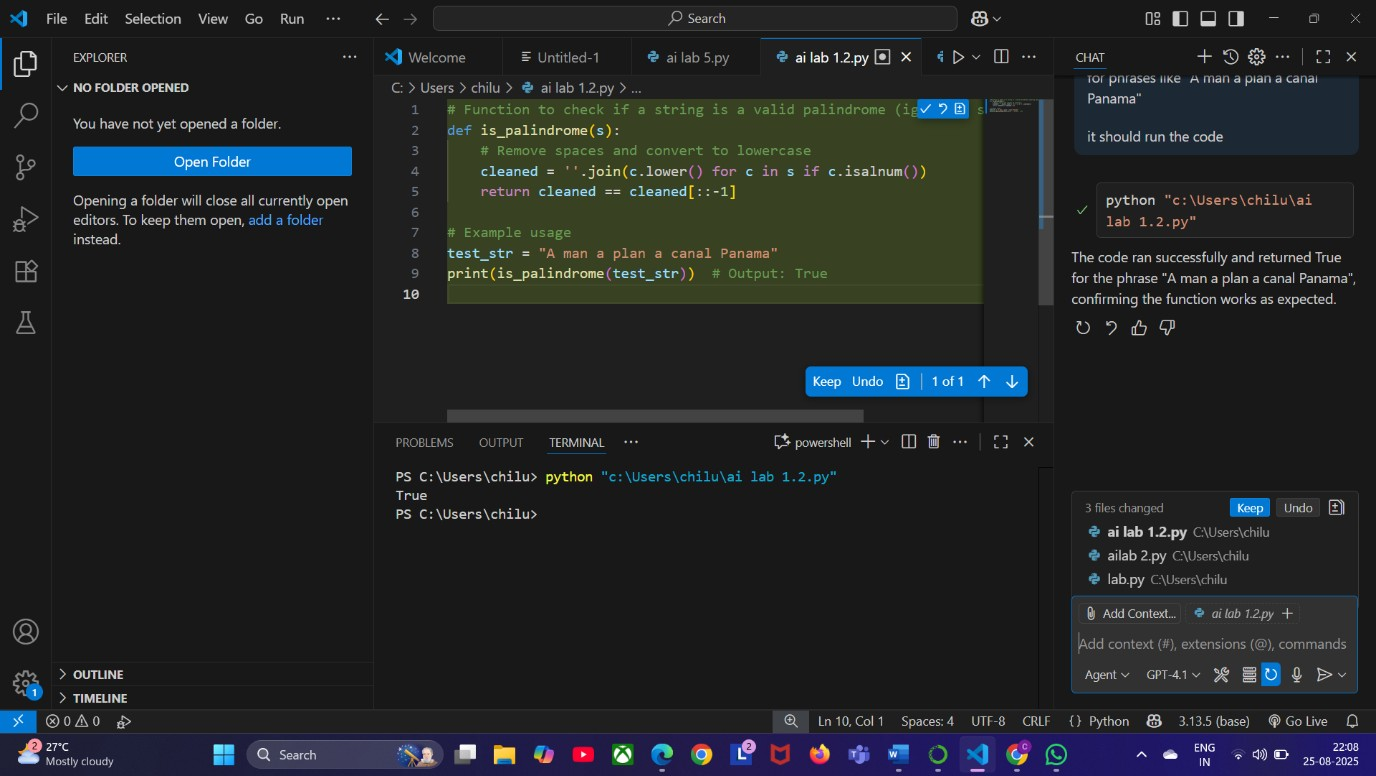 File Edit Selection View Go Run ···
Search
EXPLORER
NO FOLDER OPENED
You have not yet opened a folder.
Open Folder
Opening a folder will close all currently open
editors. To keep them open, add a folder
instead.
OUTLINE
TIMELINE
Welcome Untitled-1 ai lab 5.py ai lab 1.2.py
C: > Users > chilu > ai lab 1.2.py > ...
1 # Function to check if a string is a valid palindrome (ig
2 def is_palindrome(s):
3     # Remove spaces and convert to lowercase
4     cleaned = ''.join(c.lower() for c in s if c.isalnum())
5     return cleaned == cleaned[::-1]
6
7 # Example usage
8 test_str = "A man a plan a canal Panama"
9 print(is_palindrome(test_str))  # Output: True
10
Keep Undo 1 of 1
PROBLEMS OUTPUT TERMINAL ···
powershell
PS C:\Users\chilu> python "c:\Users\chilu\ai lab 1.2.py"
True
PS C:\Users\chilu>
CHAT
for phrases like "A man a plan a canal
Panama"
it should run the code
python "c:\Users\chilu\ai
lab 1.2.py"
The code ran successfully and returned True
for the phrase "A man a plan a canal Panama",
confirming the function works as expected.
3 files changed Keep Undo
ai lab 1.2.py C:\Users\chilu
ailab 2.py C:\Users\chilu
lab.py C:\Users\chilu
Add Context... ai lab 1.2.py
Add context (#), extensions (@), commands
Agent GPT-4.1
1
0 0
Ln 10, Col 1 Spaces: 4 UTF-8 CRLF {} Python 3.13.5 (base) Go Live
2
27°C
Mostly cloudy
Search
2
ENG
IN
22:08
25-08-2025